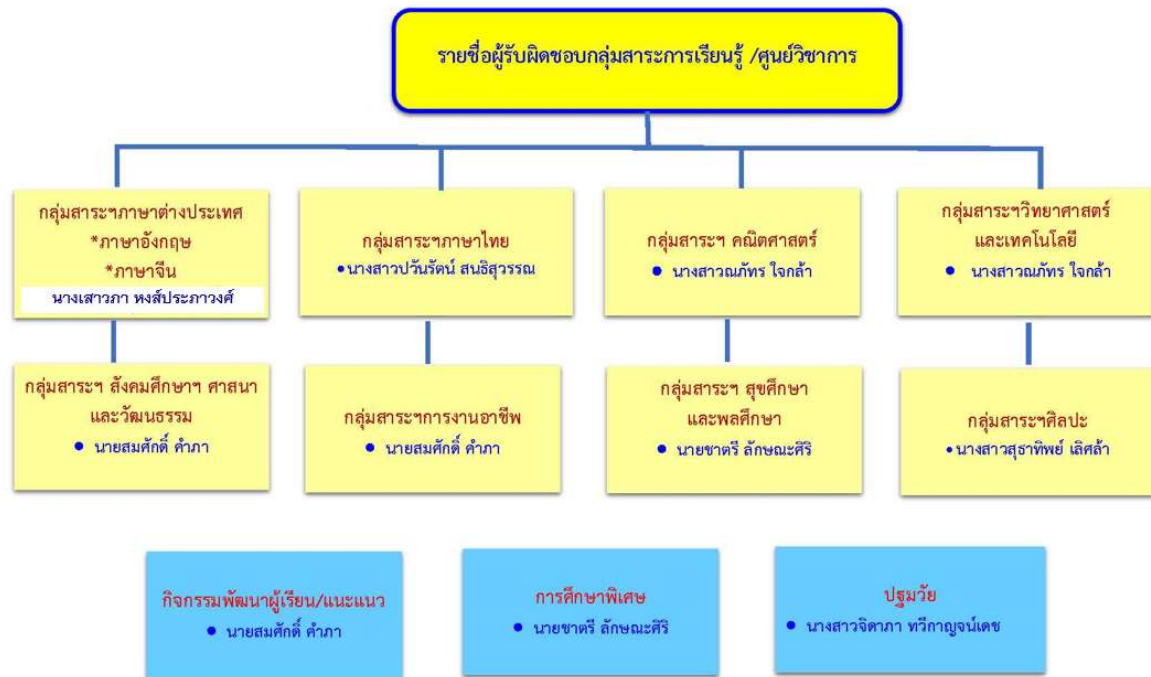 รายชื่อผู้รับผิดชอบกลุ่มสาระการเรียนรู้ /ศูนย์วิชาการ
กลุ่มสาระฯภาษาต่างประเทศ
*ภาษาอังกฤษ
*ภาษาจีน
นางเสาวภา หงส์ประภาวงศ์
กลุ่มสาระฯภาษาไทย
•นางสาวปวันรัตน์ สนธิสุวรรณ
กลุ่มสาระฯ คณิตศาสตร์
• นางสาวณภัทร ใจกล้า
กลุ่มสาระฯวิทยาศาสตร์
และเทคโนโลยี
• นางสาวณภัทร ใจกล้า
กลุ่มสาระฯ สังคมศึกษาฯ ศาสนา
และวัฒนธรรม
• นายสมศักดิ์ คำภา
กลุ่มสาระฯการงานอาชีพ
• นายสมศักดิ์ คำภา
กลุ่มสาระฯ สุขศึกษา
และพลศึกษา
• นายชาตรี ลักษณะศิริ
กลุ่มสาระฯศิลปะ
•นางสาวสุธาทิพย์ เลิศล้า
กิจกรรมพัฒนาผู้เรียน/แนะแนว
• นายสมศักดิ์ คำภา
การศึกษาพิเศษ
• นายชาตรี ลักษณะศิริ
ปฐมวัย
• นางสาวจิดาภา ทวีกาญจน์เดช